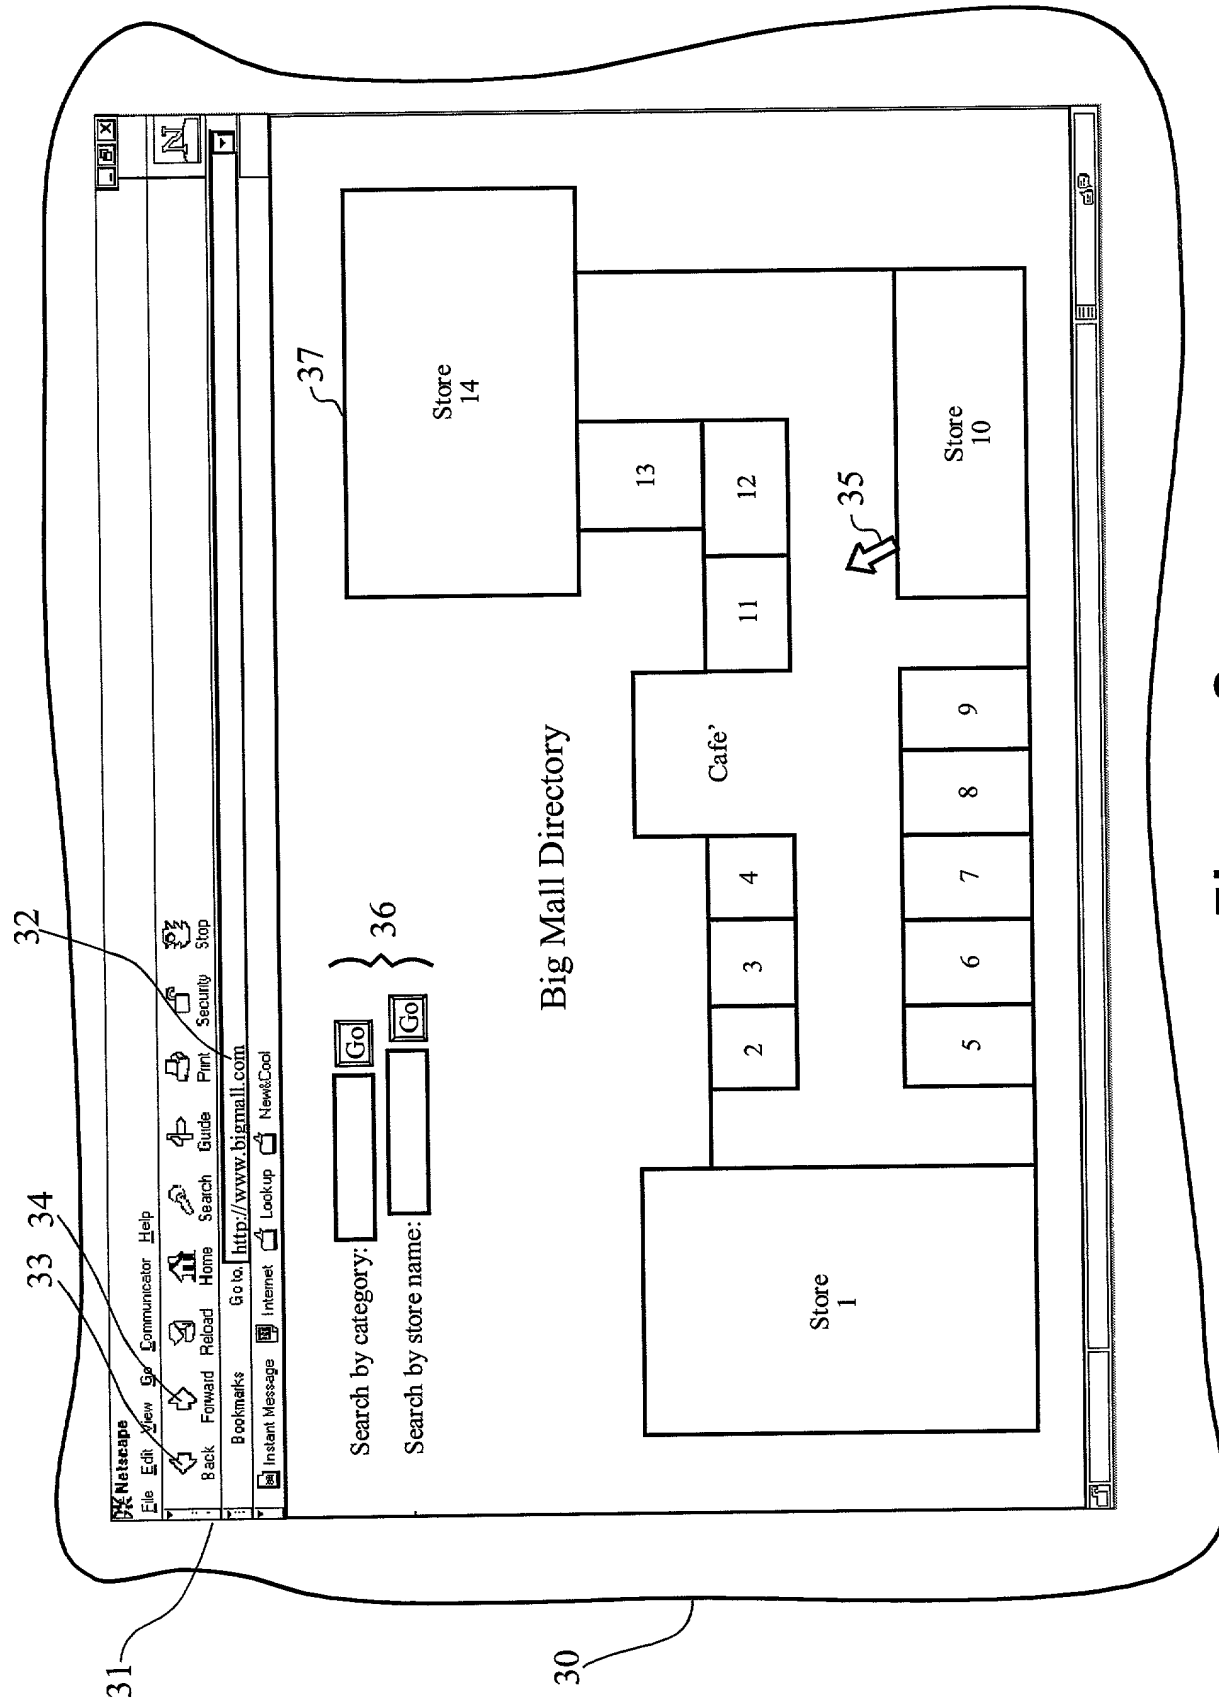 32
34
33
31
Netscape
File Edit View Go Communicator Help
Back Forward Reload Home Search Guide Print Security Stop
N
Bookmarks Go to. http://www.bigmall.com
Instant Message Internet Lookup New&Cool
Search by category: Go
Search by store name: Go
36
37
Big Mall Directory
Store
14
13
2
3
4
Cafe'
11
12
35
Store
1
5
6
7
8
9
Store
10
30